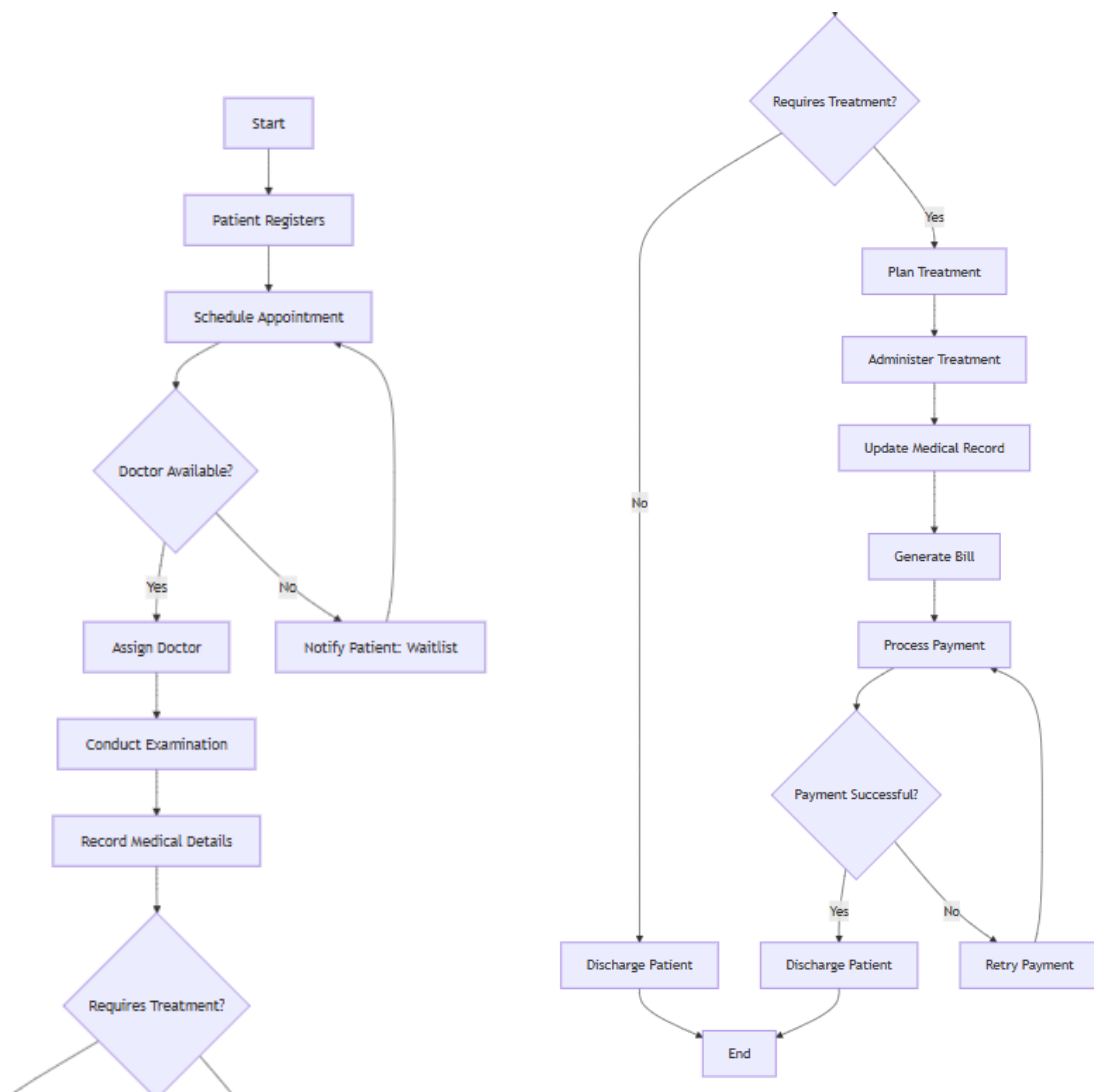 Start
Patient Registers
Schedule Appointment
Doctor Available?
Yes
No
Assign Doctor
Notify Patient: Waitlist
Conduct Examination
Record Medical Details
Requires Treatment?
Requires Treatment?
Yes
Plan Treatment
Administer Treatment
Update Medical Record
No
Generate Bill
Process Payment
Payment Successful?
Yes
No
Discharge Patient
Discharge Patient
Retry Payment
End